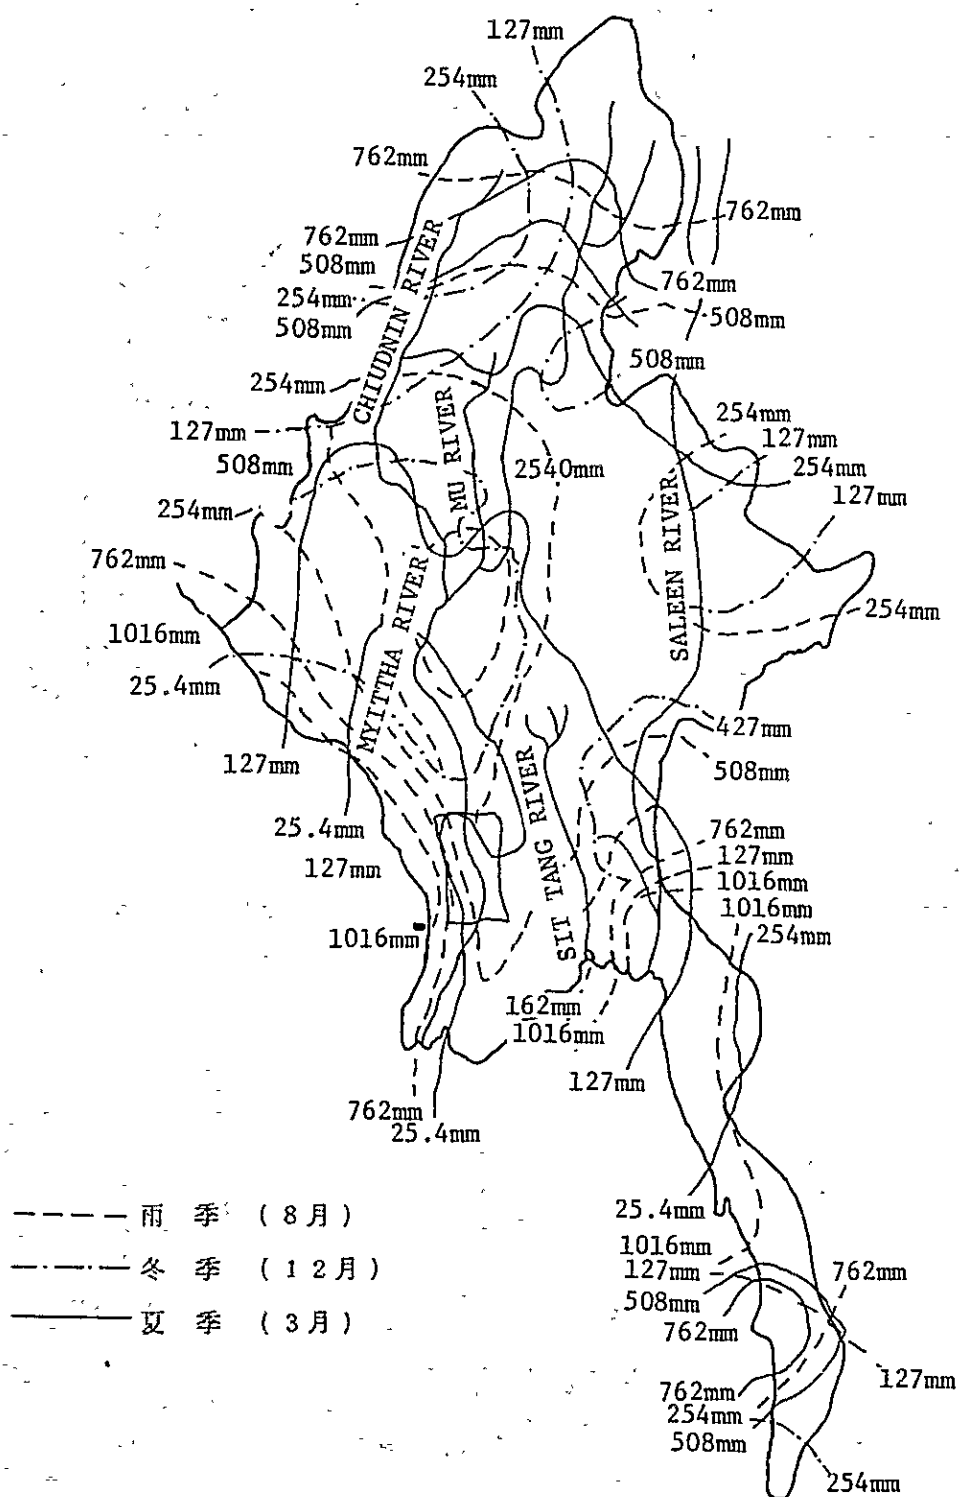 127mm
254mm
762mm
762mm
762mm
508mm
254mm
508mm
762mm
508mm
508mm
CHIUDNIN RIVER
254mm
127mm
508mm
MU RIVER
2540mm
254mm
127mm
254mm
127mm
254mm
SALEEN RIVER
762mm
1016mm
25.4mm
MYITTHA RIVER
254mm
427mm
508mm
127mm
25.4mm
127mm
SIT TANG RIVER
762mm
127mm
1016mm
1016mm
254mm
1016mm
162mm
1016mm
127mm
762mm
25.4mm
25.4mm
1016mm
127mm
508mm
762mm
762mm
127mm
762mm
254mm
508mm
254mm
雨季 (8月)
冬季 (12月)
夏季 (3月)